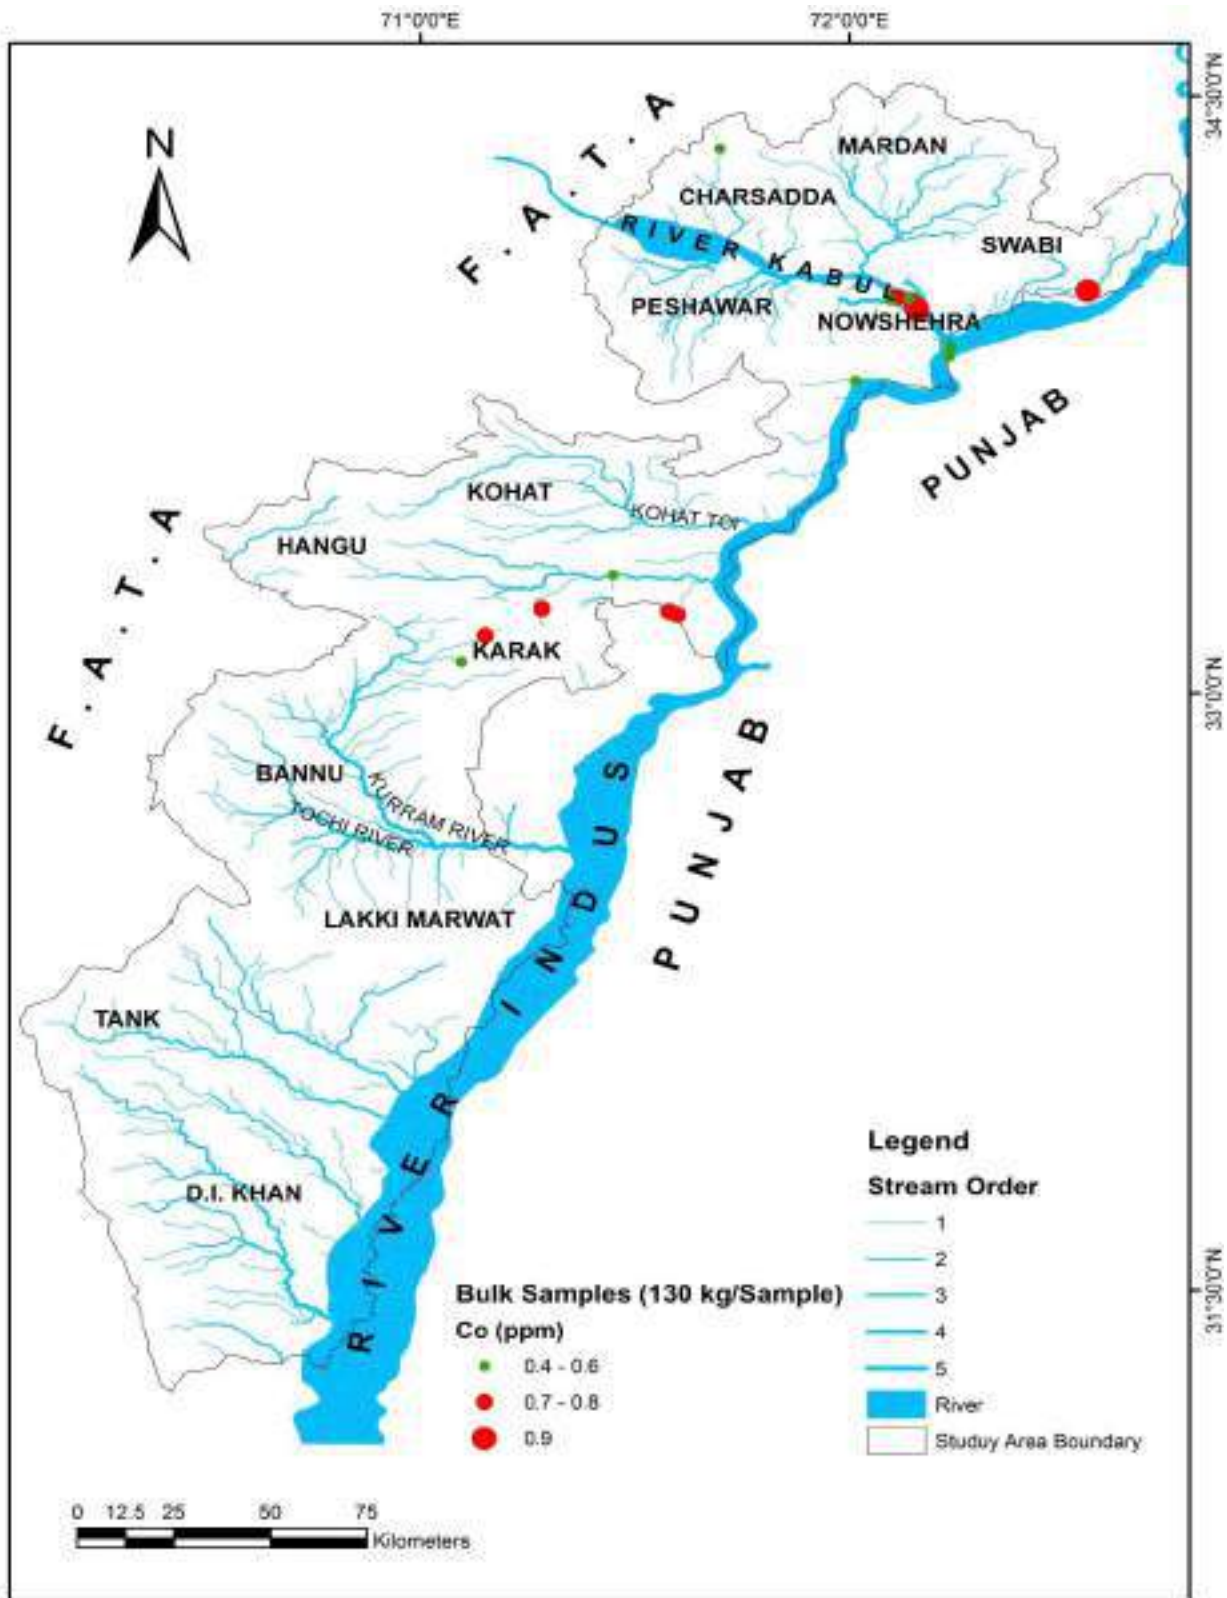 71°0'0"E
72°0'0"E
34°30'0"N
33°0'0"N
31°30'0"N
N
F.A.T.A
MARDAN
CHARSADDA
SWABI
RIVER KABUL
PESHAWAR
NOWSHEHRA
PUNJAB
KOHAT
KOHAT TOI
HANGU
F.A.T.A
KARAK
BANNU
KURRAM RIVER
TOCHI RIVER
PUNJAB
LAKKI MARWAT
RIVER INDUS
TANK
D.I. KHAN
Legend
Stream Order
1
2
3
4
5
River
Studuy Area Boundary
Bulk Samples (130 kg/Sample)
Co (ppm)
0.4 - 0.6
0.7 - 0.8
0.9
0 12.5 25 50 75
Kilometers